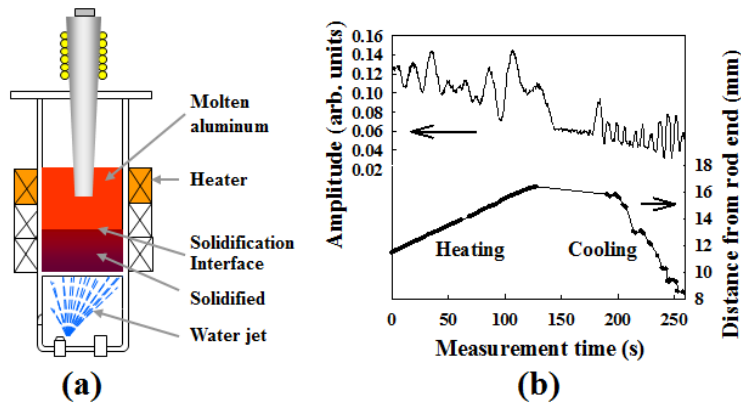 Molten
aluminum
Heater
Solidification
Interface
Solidified
Water jet
(a)
Amplitude (arb. units)
0.16
0.14
0.12
0.10
0.08
0.06
0.04
0.02
Heating
Cooling
18
16
14
12
10
8
Distance from rod end (mm)
0 50 100 150 200 250
Measurement time (s)
(b)